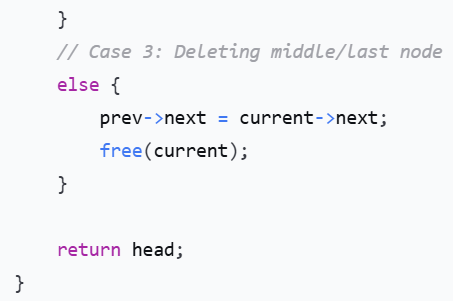 }
// Case 3: Deleting middle/last node
else {
prev->next = current->next;
free(current);
}
return head;
}